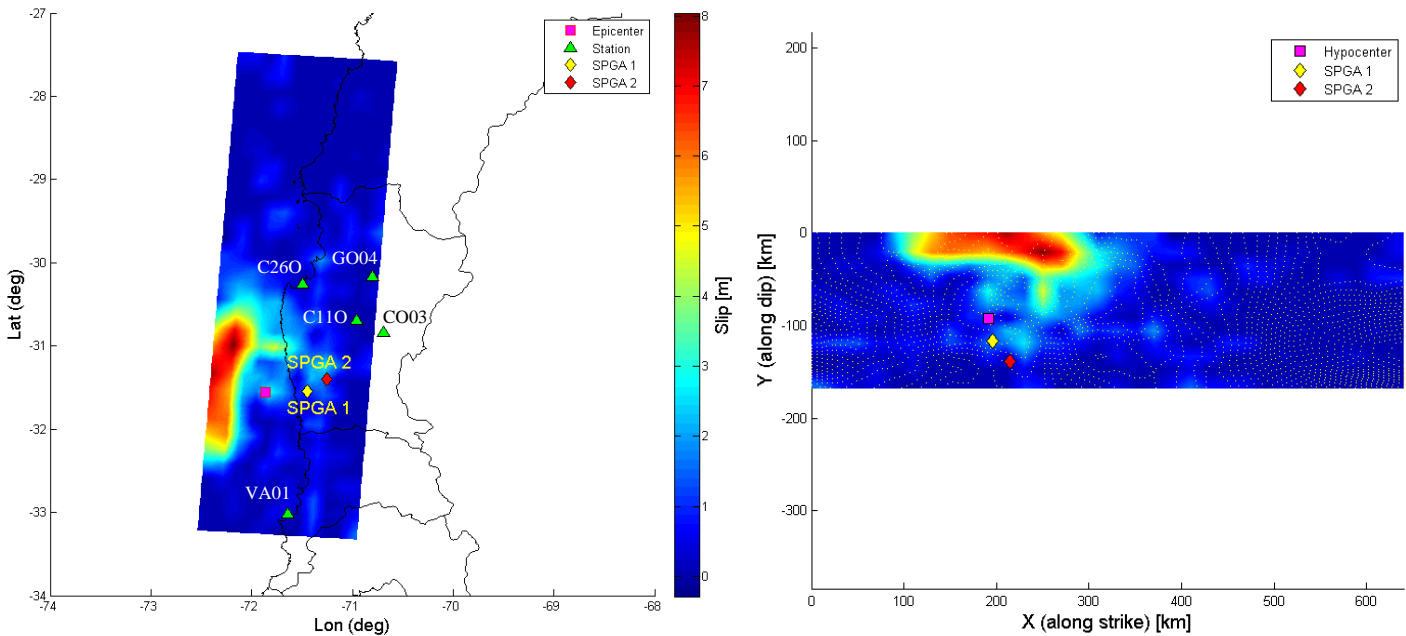 -27
-28
-29
-30
-31
-32
-33
-34
Lat (deg)
-74
-73
-72
-71
-70
-69
-68
Lon (deg)
Epicenter
Station
SPGA 1
SPGA 2
C26O
GO04
C11O
CO03
SPGA 2
SPGA 1
VA01
8
7
6
5
4
3
2
1
0
Slip [m]
200
100
0
-100
-200
-300
Y (along dip) [km]
0
100
200
300
400
500
600
X (along strike) [km]
Hypocenter
SPGA 1
SPGA 2